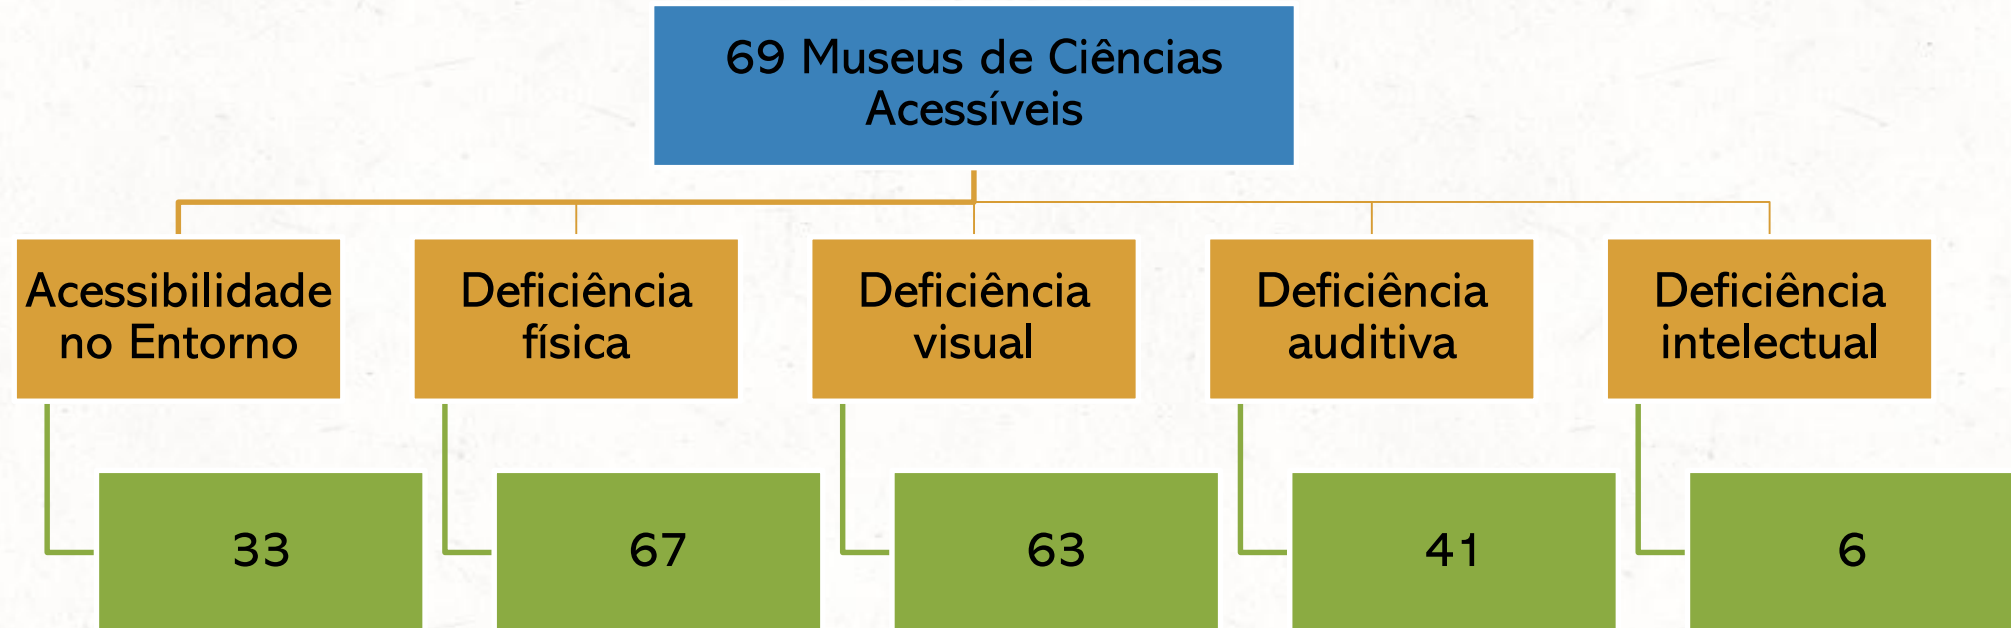 69 Museus de Ciências
Acessíveis
Acessibilidade
no Entorno
Deficiência
física
Deficiência
visual
Deficiência
auditiva
Deficiência
intelectual
33
67
63
41
6